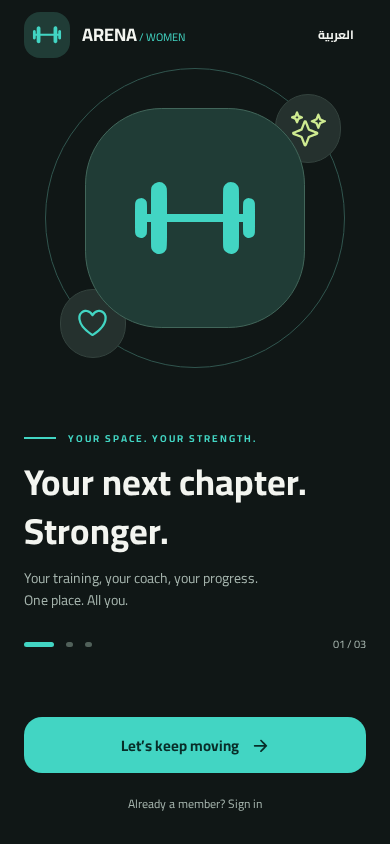 ARENA / WOMEN
العربية
YOUR SPACE. YOUR STRENGTH.
Your next chapter.
Stronger.
Your training, your coach, your progress.
One place. All you.
01 / 03
Let's keep moving
Already a member? Sign in